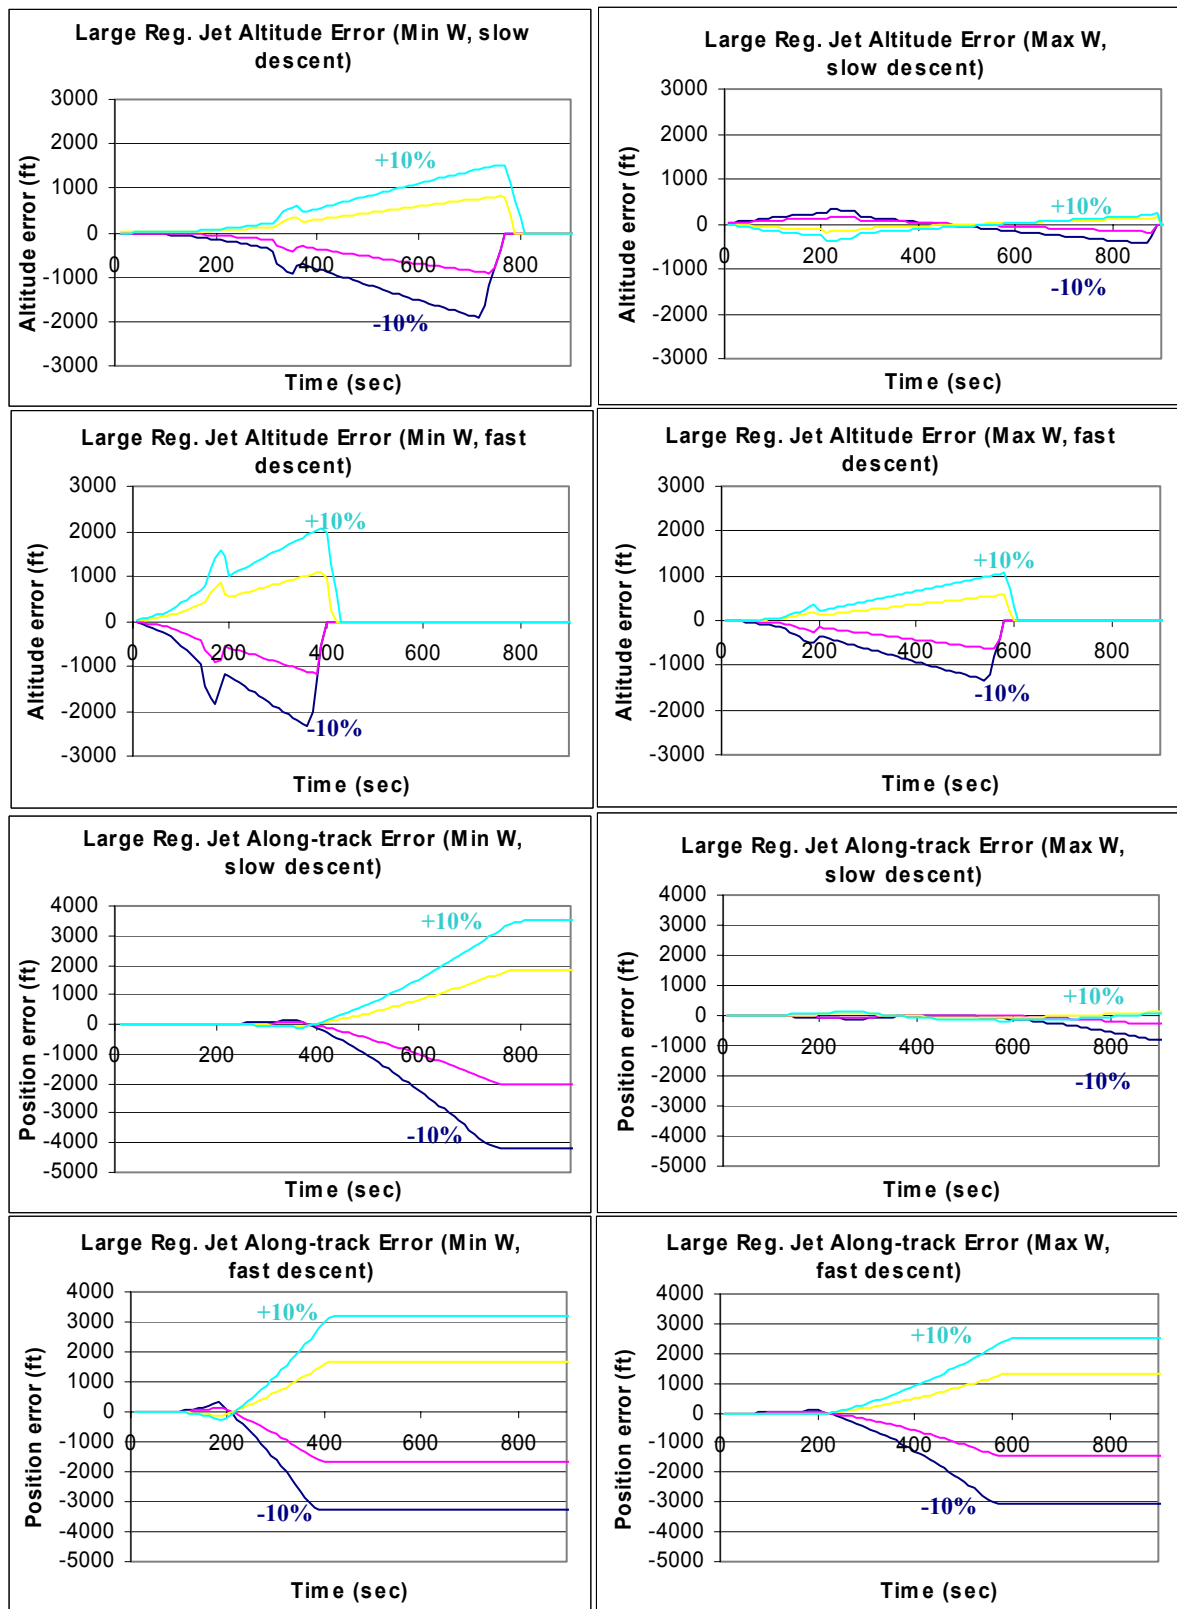 Large Reg. Jet Altitude Error (Min W, slow
descent)
3000
2000
1000
0
-1000
-2000
-3000
0 200 400 600 800
+10%
-10%
Altitude error (ft)
Time (sec)
Large Reg. Jet Altitude Error (Max W,
slow descent)
3000
2000
1000
0
-1000
-2000
-3000
0 200 400 600 800
+10%
-10%
Altitude error (ft)
Time (sec)
Large Reg. Jet Altitude Error (Min W, fast
descent)
3000
2000
1000
0
-1000
-2000
-3000
0 200 400 600 800
+10%
-10%
Altitude error (ft)
Time (sec)
Large Reg. Jet Altitude Error (Max W, fast
descent)
3000
2000
1000
0
-1000
-2000
-3000
0 200 400 600 800
+10%
-10%
Altitude error (ft)
Time (sec)
Large Reg. Jet Along-track Error (Min W,
slow descent)
4000
3000
2000
1000
0
-1000
-2000
-3000
-4000
-5000
0 200 400 600 800
+10%
-10%
Position error (ft)
Time (sec)
Large Reg. Jet Along-track Error (Max W,
slow descent)
4000
3000
2000
1000
0
-1000
-2000
-3000
-4000
-5000
0 200 400 600 800
+10%
-10%
Position error (ft)
Time (sec)
Large Reg. Jet Along-track Error (Min W,
fast descent)
4000
3000
2000
1000
0
-1000
-2000
-3000
-4000
-5000
0 200 400 600 800
+10%
-10%
Position error (ft)
Time (sec)
Large Reg. Jet Along-track Error (Max W,
fast descent)
4000
3000
2000
1000
0
-1000
-2000
-3000
-4000
-5000
0 200 400 600 800
+10%
-10%
Position error (ft)
Time (sec)